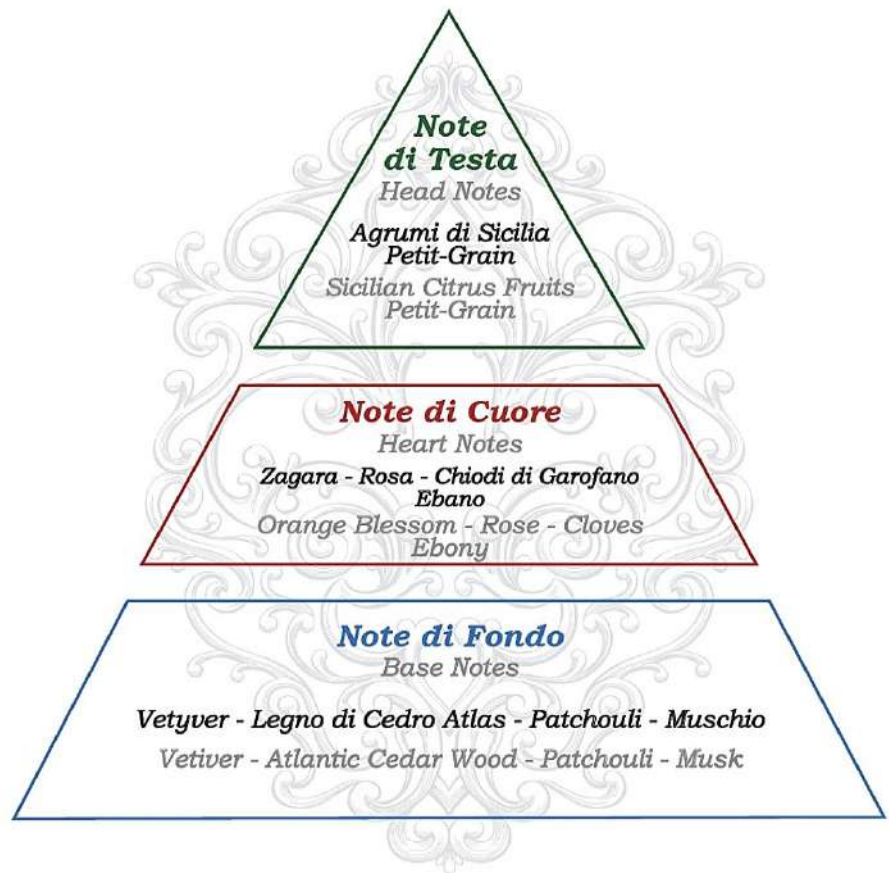 Note
di Testa
Head Notes
Agrumi di Sicilia
Petit-Grain
Sicilian Citrus Fruits
Petit-Grain
Note di Cuore
Heart Notes
Zagara - Rosa - Chiodi di Garofano
Ebano
Orange Blessom - Rose - Cloves
Ebony
Note di Fondo
Base Notes
Vetyver - Legno di Cedro Atlas - Patchouli - Muschio
Vetiver - Atlantic Cedar Wood - Patchouli - Musk